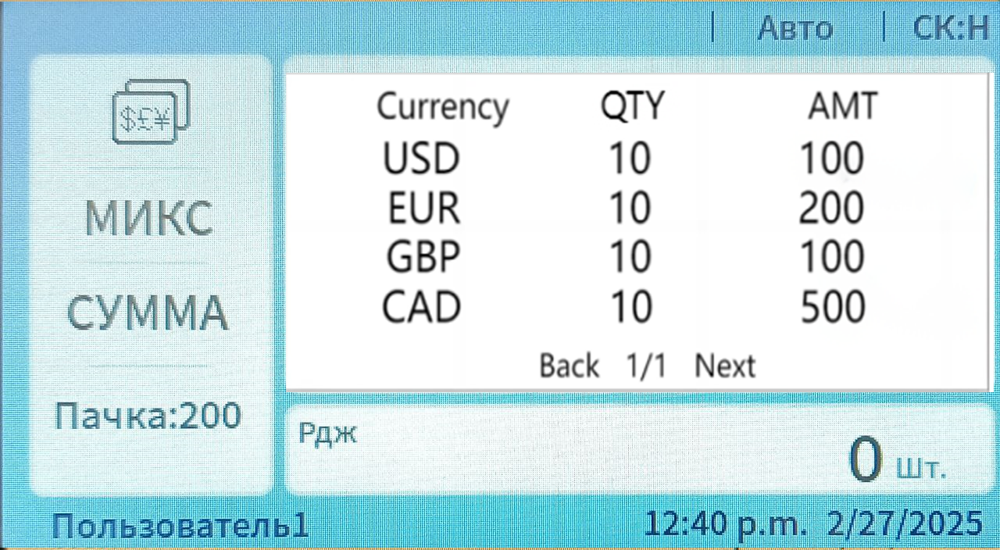 Авто | СК:Н
$£¥
МИКС
СУММА
Пачка:200
Currency QTY AMT
USD 10 100
EUR 10 200
GBP 10 100
CAD 10 500
Back 1/1 Next
Рдж
0 шт.
Пользователь1
12:40 p.m. 2/27/2025